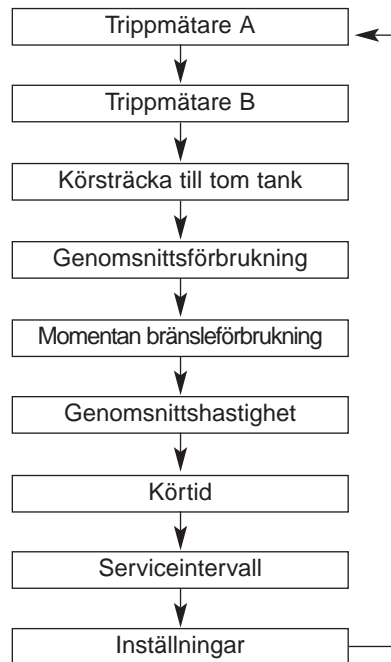 Trippmätare A
Trippmätare B
Körsträcka till tom tank
Genomsnittsförbrukning
Momentan bränsleförbrukning
Genomsnittshastighet
Körtid
Serviceintervall
Inställningar